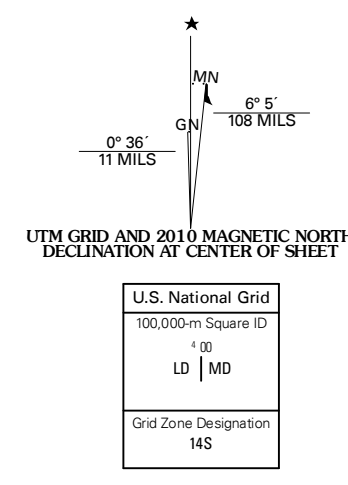 MN
6° 5´
108 MILS
GN
0° 36´
11 MILS
UTM GRID AND 2010 MAGNETIC NORTH
DECLINATION AT CENTER OF SHEET
U.S. National Grid
100,000-m Square ID
4 00
LD MD
Grid Zone Designation
14S